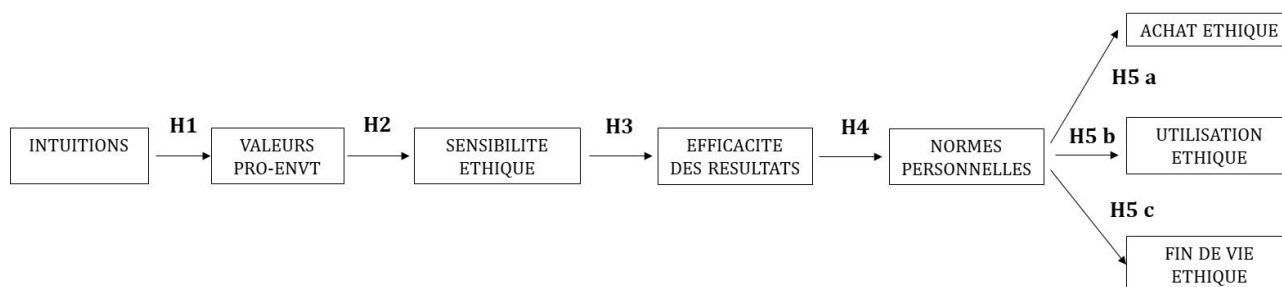 ACHAT ETHIQUE
H5 a
INTUITIONS
H1
VALEURS
PRO-ENVT
H2
SENSIBILITE
ETHIQUE
H3
EFFICACITE
DES RESULTATS
H4
NORMES
PERSONNELLES
H5 b
UTILISATION
ETHIQUE
H5 c
FIN DE VIE
ETHIQUE